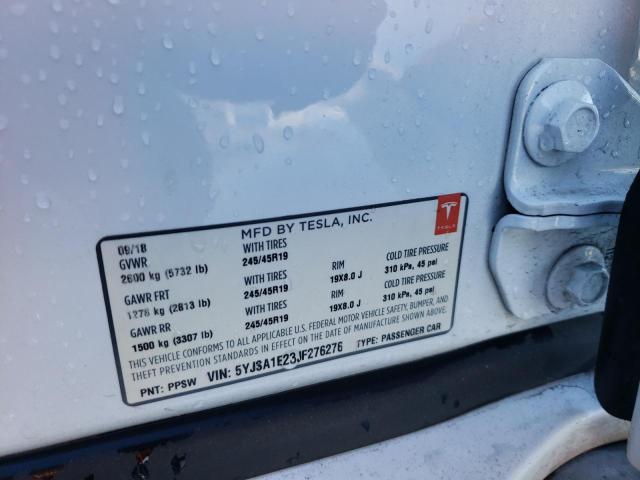 MFD BY TESLA, INC.
TESLA
09/18
GVWR WITH TIRES RIM COLD TIRE PRESSURE
2600 kg (5732 lb) 245/45R19 19X8.0 J 310 kPa, 45 psi
GAWR FRT WITH TIRES RIM COLD TIRE PRESSURE
1276 kg (2813 lb) 245/45R19 19X8.0 J 310 kPa, 45 psi
GAWR RR WITH TIRES
1500 kg (3307 lb) 245/45R19
THIS VEHICLE CONFORMS TO ALL APPLICABLE U.S. FEDERAL MOTOR VEHICLE SAFETY, BUMPER, AND
THEFT PREVENTION STANDARDS IN EFFECT ON THE DATE OF MANUFACTURE SHOWN ABOVE.
PNT: PPSW VIN: 5YJSA1E23JF276276 TYPE: PASSENGER CAR